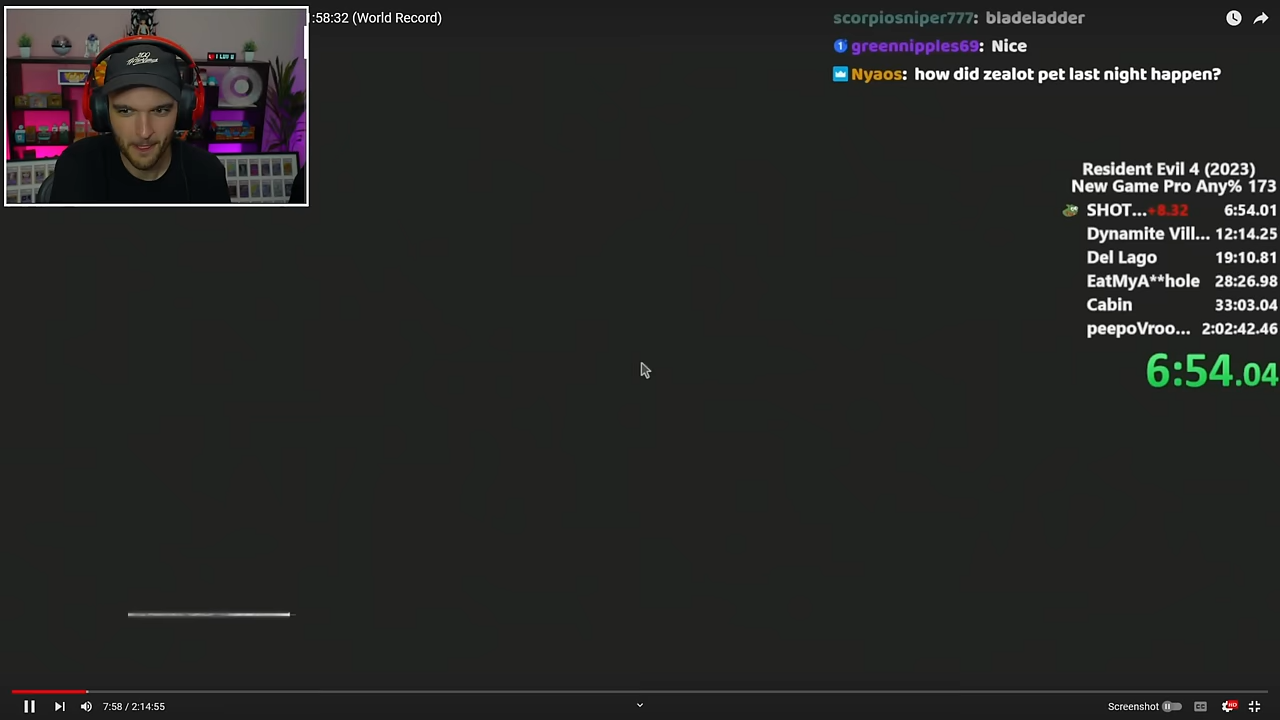 1:58:32 (World Record)
scorpiosniper777: bladeladder
greennipples69: Nice
Nyaos: how did zealot pet last night happen?
Resident Evil 4 (2023)
New Game Pro Any% 173
SHOT...+8.32 6:54.01
Dynamite Vill... 12:14.25
Del Lago 19:10.81
EatMyA**hole 28:26.98
Cabin 33:03.04
peepoVroo... 2:02:42.46
6:54.04
7:58 / 2:14:55
Screenshot